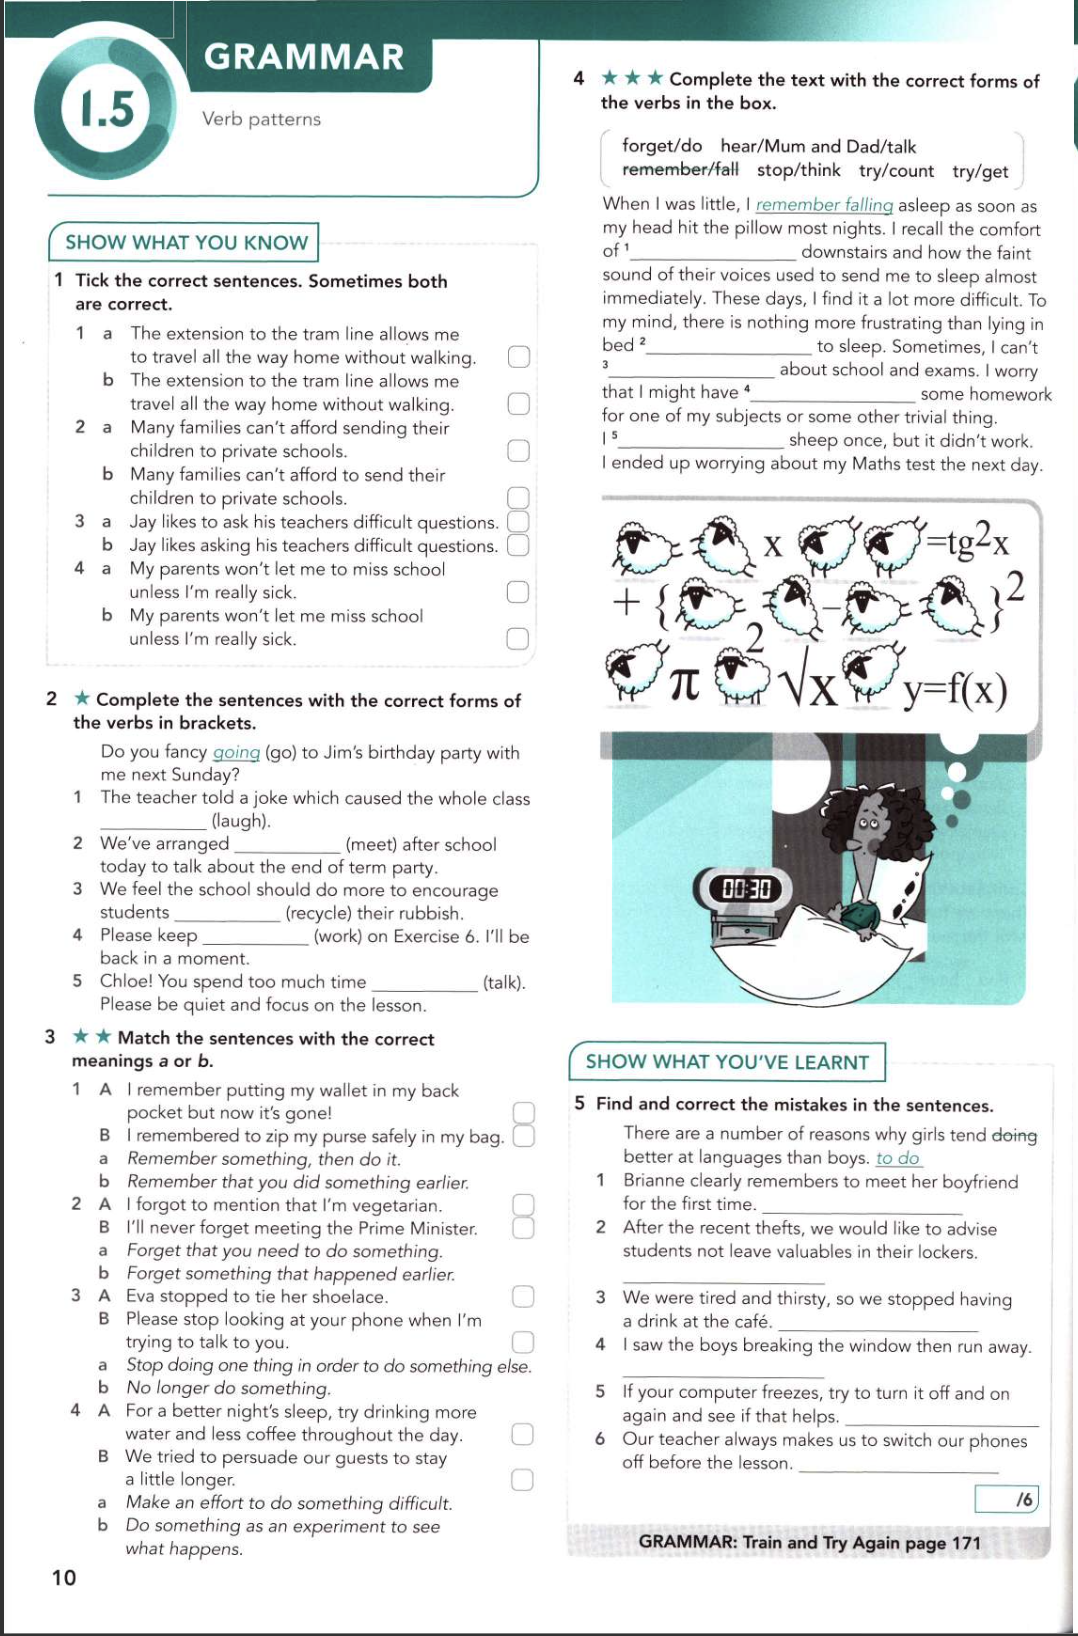 GRAMMAR
1.5
Verb patterns
SHOW WHAT YOU KNOW
1 Tick the correct sentences. Sometimes both
are correct.
1 a The extension to the tram line allows me
to travel all the way home without walking.
b The extension to the tram line allows me
travel all the way home without walking.
2 a Many families can't afford sending their
children to private schools.
b Many families can't afford to send their
children to private schools.
3 a Jay likes to ask his teachers difficult questions.
b Jay likes asking his teachers difficult questions.
4 a My parents won't let me to miss school
unless I'm really sick.
b My parents won't let me miss school
unless I'm really sick.
2 ★ Complete the sentences with the correct forms of
the verbs in brackets.
Do you fancy going (go) to Jim's birthday party with
me next Sunday?
1 The teacher told a joke which caused the whole class
__________ (laugh).
2 We've arranged __________ (meet) after school
today to talk about the end of term party.
3 We feel the school should do more to encourage
students __________ (recycle) their rubbish.
4 Please keep __________ (work) on Exercise 6. I'll be
back in a moment.
5 Chloe! You spend too much time __________ (talk).
Please be quiet and focus on the lesson.
3 ★ ★ Match the sentences with the correct
meanings a or b.
1 A I remember putting my wallet in my back
pocket but now it's gone!
B I remembered to zip my purse safely in my bag.
a Remember something, then do it.
b Remember that you did something earlier.
2 A I forgot to mention that I'm vegetarian.
B I'll never forget meeting the Prime Minister.
a Forget that you need to do something.
b Forget something that happened earlier.
3 A Eva stopped to tie her shoelace.
B Please stop looking at your phone when I'm
trying to talk to you.
a Stop doing one thing in order to do something else.
b No longer do something.
4 A For a better night's sleep, try drinking more
water and less coffee throughout the day.
B We tried to persuade our guests to stay
a little longer.
a Make an effort to do something difficult.
b Do something as an experiment to see
what happens.
10
4 ★ ★ ★ Complete the text with the correct forms of
the verbs in the box.
forget/do hear/Mum and Dad/talk
remember/fall stop/think try/count try/get
When I was little, I remember falling asleep as soon as
my head hit the pillow most nights. I recall the comfort
of 1 __________ downstairs and how the faint
sound of their voices used to send me to sleep almost
immediately. These days, I find it a lot more difficult. To
my mind, there is nothing more frustrating than lying in
bed 2 __________ to sleep. Sometimes, I can't
3 __________ about school and exams. I worry
that I might have 4 __________ some homework
for one of my subjects or some other trivial thing.
I 5 __________ sheep once, but it didn't work.
I ended up worrying about my Maths test the next day.
x =tg2x
+ { – }2
π 2 √x y=f(x)
00:30
SHOW WHAT YOU'VE LEARNT
5 Find and correct the mistakes in the sentences.
There are a number of reasons why girls tend doing
better at languages than boys. to do
1 Brianne clearly remembers to meet her boyfriend
for the first time. __________
2 After the recent thefts, we would like to advise
students not leave valuables in their lockers.
__________
3 We were tired and thirsty, so we stopped having
a drink at the café. __________
4 I saw the boys breaking the window then run away.
__________
5 If your computer freezes, try to turn it off and on
again and see if that helps. __________
6 Our teacher always makes us to switch our phones
off before the lesson. __________
/6
GRAMMAR: Train and Try Again page 171